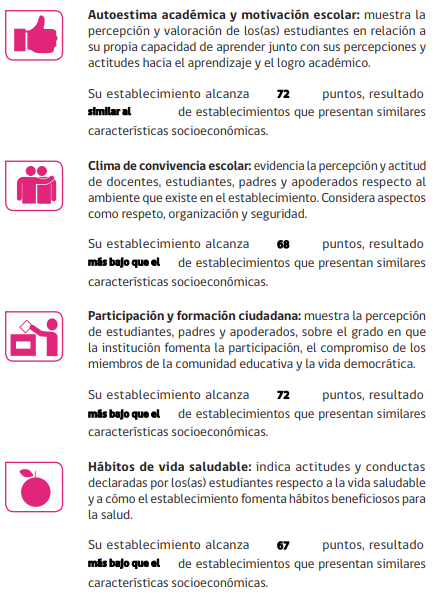 Autoestima académica y motivación escolar: muestra la
percepción y valoración de los(as) estudiantes en relación a
su propia capacidad de aprender junto con sus percepciones y
actitudes hacia el aprendizaje y el logro académico.
Su establecimiento alcanza 72 puntos, resultado
similar al de establecimientos que presentan similares
características socioeconómicas.
Clima de convivencia escolar: evidencia la percepción y actitud
de docentes, estudiantes, padres y apoderados respecto al
ambiente que existe en el establecimiento. Considera aspectos
como respeto, organización y seguridad.
Su establecimiento alcanza 68 puntos, resultado
más bajo que el de establecimientos que presentan similares
características socioeconómicas.
Participación y formación ciudadana: muestra la percepción
de estudiantes, padres y apoderados, sobre el grado en que
la institución fomenta la participación, el compromiso de los
miembros de la comunidad educativa y la vida democrática.
Su establecimiento alcanza 72 puntos, resultado
más bajo que el de establecimientos que presentan similares
características socioeconómicas.
Hábitos de vida saludable: indica actitudes y conductas
declaradas por los(as) estudiantes respecto a la vida saludable
y a cómo el establecimiento fomenta hábitos beneficiosos para
la salud.
Su establecimiento alcanza 67 puntos, resultado
más bajo que el de establecimientos que presentan similares
características socioeconómicas.